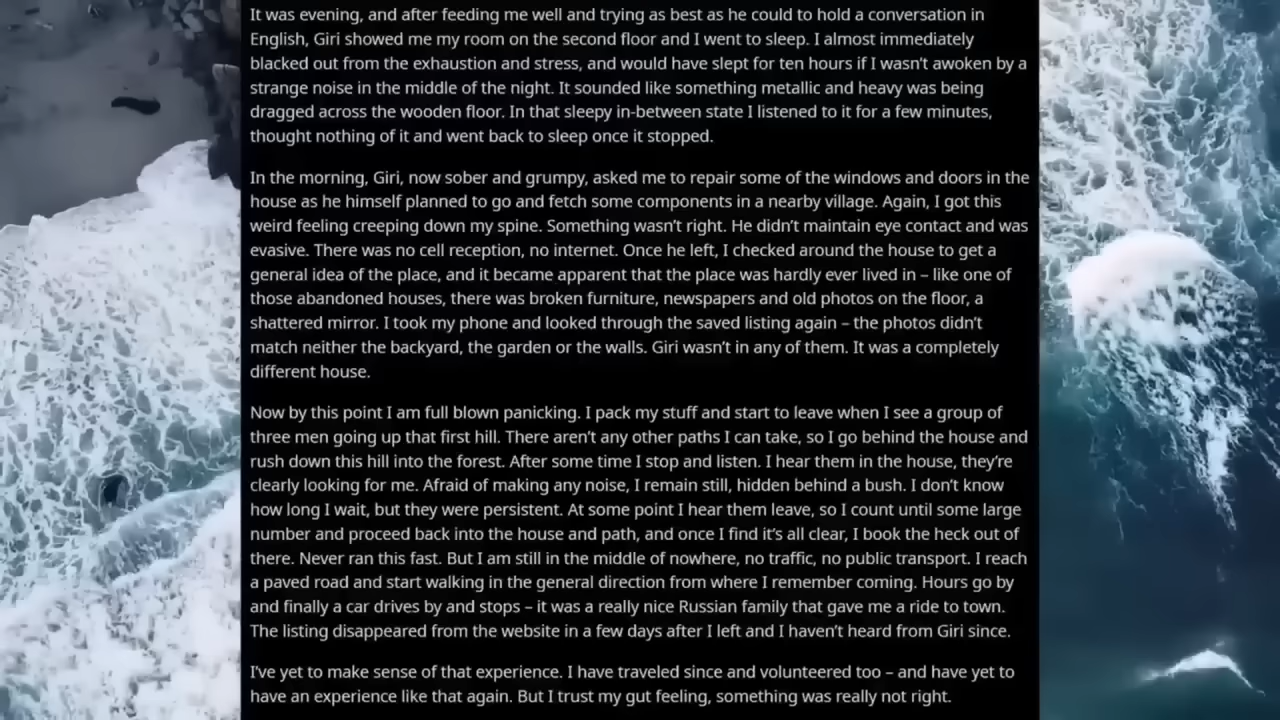 It was evening, and after feeding me well and trying as best as he could to hold a conversation in
English, Giri showed me my room on the second floor and I went to sleep. I almost immediately
blacked out from the exhaustion and stress, and would have slept for ten hours if I wasn't awoken by a
strange noise in the middle of the night. It sounded like something metallic and heavy was being
dragged across the wooden floor. In that sleepy in-between state I listened to it for a few minutes,
thought nothing of it and went back to sleep once it stopped.
In the morning, Giri, now sober and grumpy, asked me to repair some of the windows and doors in the
house as he himself planned to go and fetch some components in a nearby village. Again, I got this
weird feeling creeping down my spine. Something wasn't right. He didn't maintain eye contact and was
evasive. There was no cell reception, no internet. Once he left, I checked around the house to get a
general idea of the place, and it became apparent that the place was hardly ever lived in – like one of
those abandoned houses, there was broken furniture, newspapers and old photos on the floor, a
shattered mirror. I took my phone and looked through the saved listing again – the photos didn't
match neither the backyard, the garden or the walls. Giri wasn't in any of them. It was a completely
different house.
Now by this point I am full blown panicking. I pack my stuff and start to leave when I see a group of
three men going up that first hill. There aren't any other paths I can take, so I go behind the house and
rush down this hill into the forest. After some time I stop and listen. I hear them in the house, they're
clearly looking for me. Afraid of making any noise, I remain still, hidden behind a bush. I don't know
how long I wait, but they were persistent. At some point I hear them leave, so I count until some large
number and proceed back into the house and path, and once I find it's all clear, I book the heck out of
there. Never ran this fast. But I am still in the middle of nowhere, no traffic, no public transport. I reach
a paved road and start walking in the general direction from where I remember coming. Hours go by
and finally a car drives by and stops – it was a really nice Russian family that gave me a ride to town.
The listing disappeared from the website in a few days after I left and I haven't heard from Giri since.
I've yet to make sense of that experience. I have traveled since and volunteered too – and have yet to
have an experience like that again. But I trust my gut feeling, something was really not right.